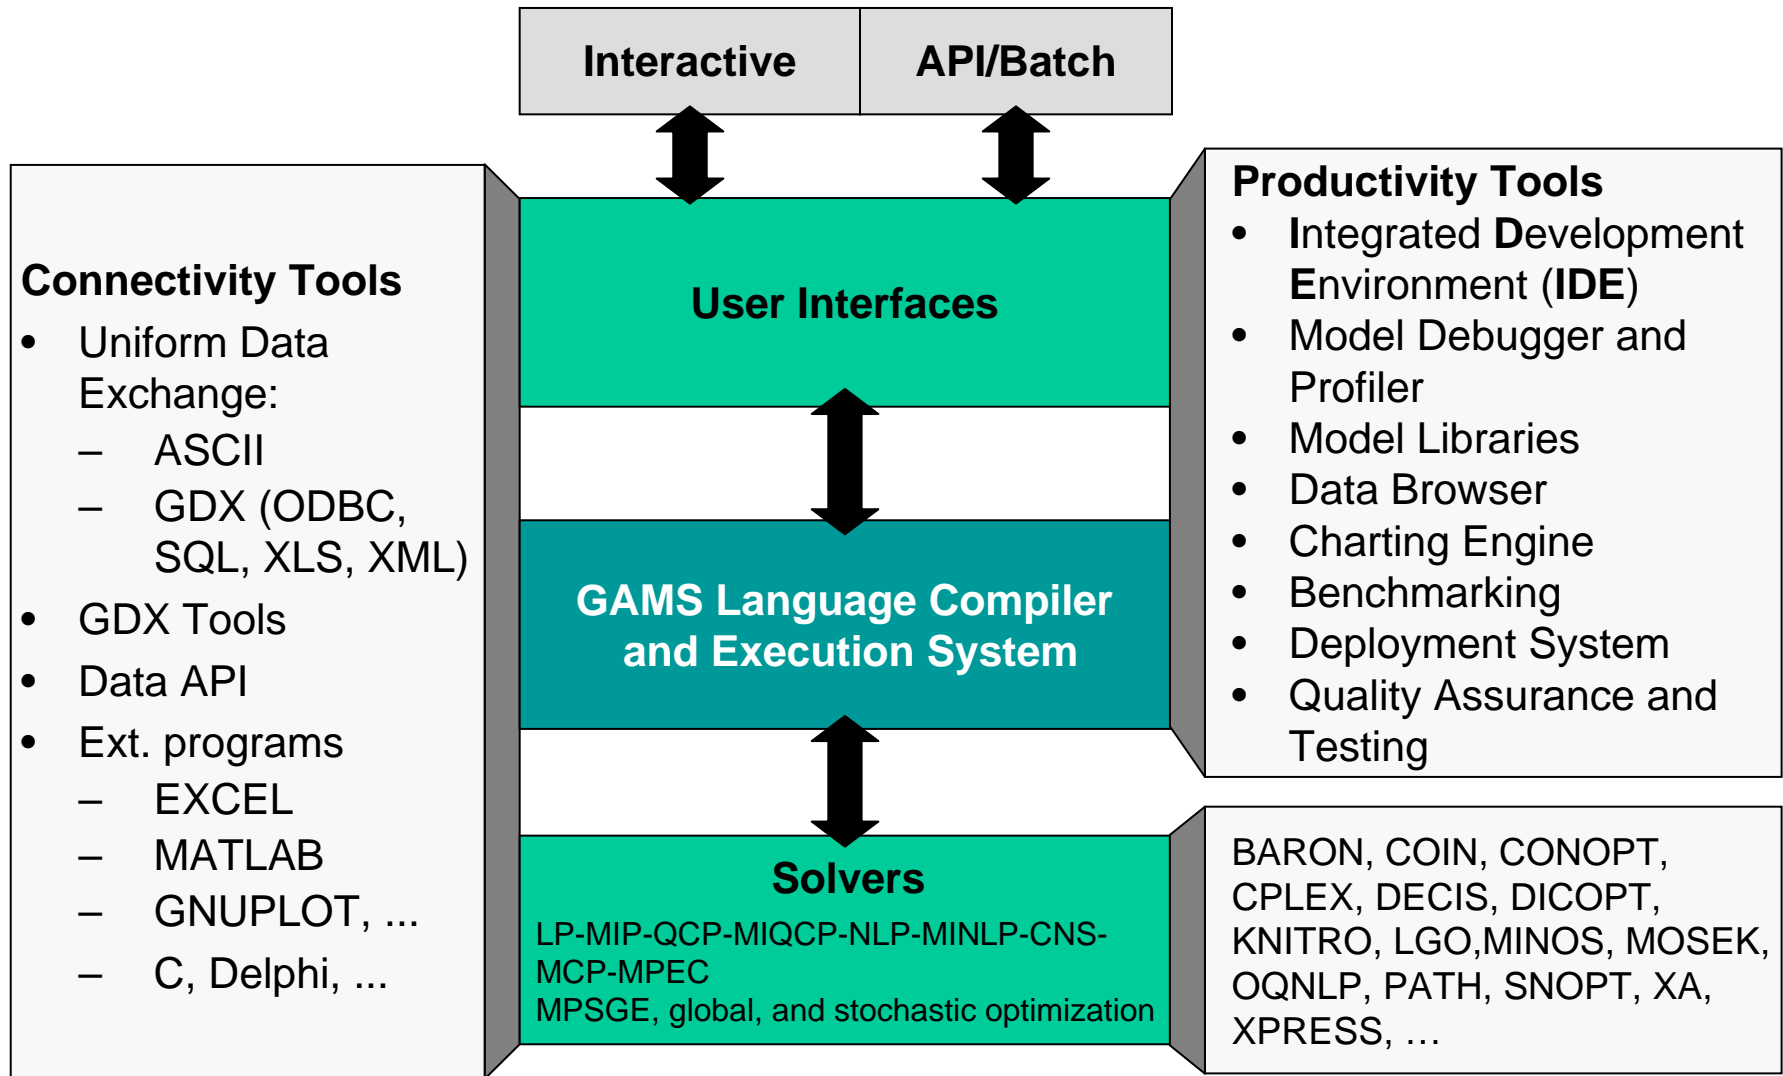 Interactive
API/Batch
Connectivity Tools
• Uniform Data
Exchange:
– ASCII
– GDX (ODBC,
SQL, XLS, XML)
• GDX Tools
• Data API
• Ext. programs
– EXCEL
– MATLAB
– GNUPLOT, ...
– C, Delphi, ...
User Interfaces
GAMS Language Compiler
and Execution System
Solvers
LP-MIP-QCP-MIQCP-NLP-MINLP-CNS-
MCP-MPEC
MPSGE, global, and stochastic optimization
Productivity Tools
• Integrated Development
Environment (IDE)
• Model Debugger and
Profiler
• Model Libraries
• Data Browser
• Charting Engine
• Benchmarking
• Deployment System
• Quality Assurance and
Testing
BARON, COIN, CONOPT,
CPLEX, DECIS, DICOPT,
KNITRO, LGO,MINOS, MOSEK,
OQNLP, PATH, SNOPT, XA,
XPRESS, …